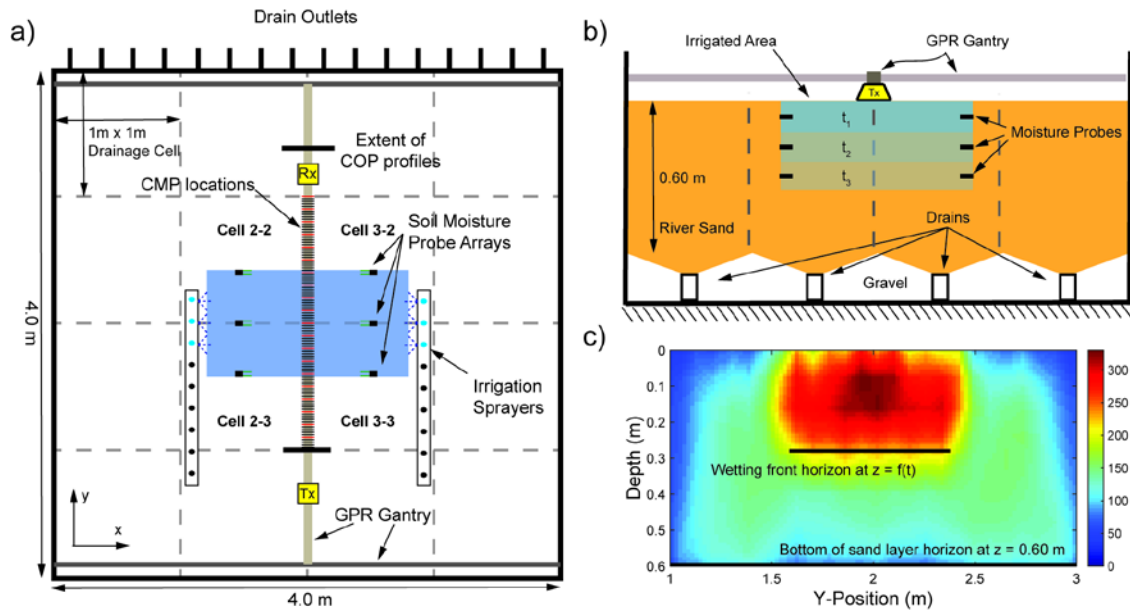 a)
Drain Outlets
1m x 1m
Drainage Cell
Extent of
COP profiles
Rx
CMP locations
Cell 2-2
Cell 3-2
Soil Moisture
Probe Arrays
4.0 m
Cell 2-3
Cell 3-3
Irrigation
Sprayers
Tx
y
x
GPR Gantry
4.0 m
b)
Irrigated Area
GPR Gantry
Tx
t1
t2
t3
Moisture Probes
0.60 m
River Sand
Drains
Gravel
c)
0
0.1
0.2
0.3
0.4
0.5
0.6
Depth (m)
Wetting front horizon at z = f(t)
Bottom of sand layer horizon at z = 0.60 m
1
1.5
2
2.5
3
Y-Position (m)
300
250
200
150
100
50
0